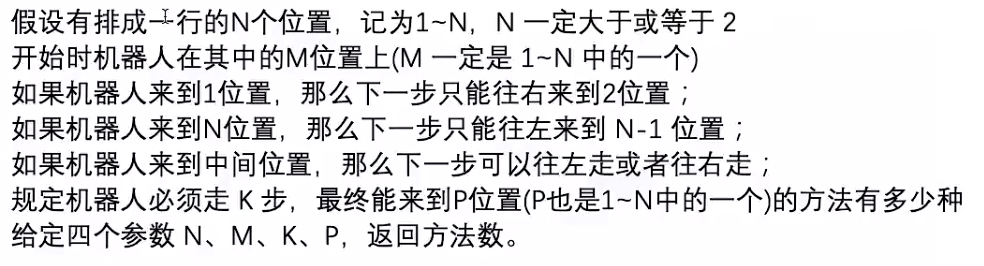 假设有排成一行的N个位置，记为1~N，N 一定大于或等于 2
开始时机器人在其中的M位置上(M 一定是 1~N 中的一个)
如果机器人来到1位置，那么下一步只能往右来到2位置；
如果机器人来到N位置，那么下一步只能往左来到 N-1 位置；
如果机器人来到中间位置，那么下一步可以往左走或者往右走；
规定机器人必须走 K 步，最终能来到P位置(P也是1~N中的一个)的方法有多少种
给定四个参数 N、M、K、P，返回方法数。